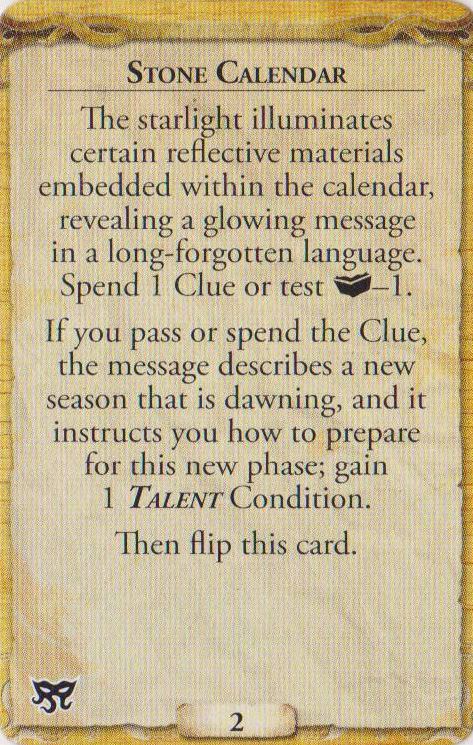 STONE CALENDAR
The starlight illuminates
certain reflective materials
embedded within the calendar,
revealing a glowing message
in a long-forgotten language.
Spend 1 Clue or test –1.
If you pass or spend the Clue,
the message describes a new
season that is dawning, and it
instructs you how to prepare
for this new phase; gain
1 TALENT Condition.
Then flip this card.
2